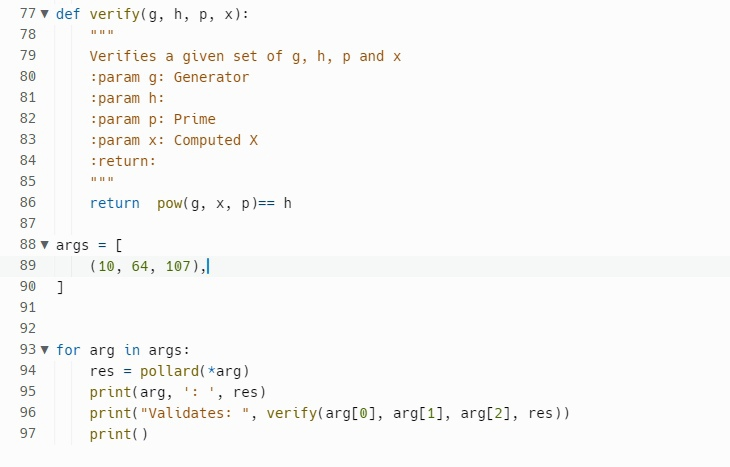 77 def verify(g, h, p, x):
78     """
79     Verifies a given set of g, h, p and x
80     :param g: Generator
81     :param h:
82     :param p: Prime
83     :param x: Computed X
84     :return:
85     """
86     return  pow(g, x, p)== h
87
88 args = [
89     (10, 64, 107),
90 ]
91
92
93 for arg in args:
94     res = pollard(*arg)
95     print(arg, ': ', res)
96     print("Validates: ", verify(arg[0], arg[1], arg[2], res))
97     print()